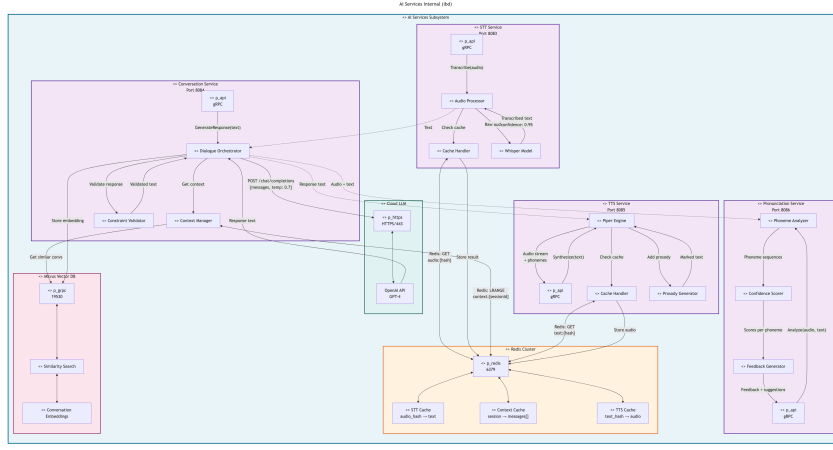 AI Services Internal (ibd)
<<>> AI Services Subsystem
<<>> STT Service
Port 8083
<<>> p_api
gRPC
Transcribe(audio)
<<>> Audio Processor
Text
Check cache
Transcribed text
confidence: 0.95
<<>> Cache Handler
<<>> Whisper Model
<<>> Conversation Service
Port 8084
<<>> p_api
gRPC
GenerateResponse(text)
<<>> Dialogue Orchestrator
Store embedding
Validate response
Validated text
Get context
POST /chat/completions
{messages, temp: 0.7}
Response text
Audio + text
Response text
<<>> Constraint Validator
<<>> Context Manager
Get similar convs
<<>> Cloud LLM
<<>> p_https
HTTPS/443
OpenAI API
GPT-4
<<>> TTS Service
Port 8085
<<>> Piper Engine
Audio stream
+ phonemes
Synthesize(text)
Check cache
Add prosody
Marked text
<<>> p_api
gRPC
<<>> Cache Handler
<<>> Prosody Generator
<<>> Pronunciation Service
Port 8086
<<>> Phoneme Analyzer
Phoneme sequences
<<>> Confidence Scorer
Scores per phoneme
Analyze(audio, text)
<<>> Feedback Generator
Feedback + suggestions
<<>> p_api
gRPC
<<>> Milvus Vector DB
<<>> p_grpc
19530
<<>> Similarity Search
<<>> Conversation
Embeddings
Redis: GET
audio:{hash}
Store result
Redis: LRANGE
context:{sessionId}
Redis: GET
text:{hash}
Store audio
<<>> Redis Cluster
<<>> p_redis
6379
<<>> STT Cache
audio_hash → text
<<>> Context Cache
session → messages[]
<<>> TTS Cache
text_hash → audio